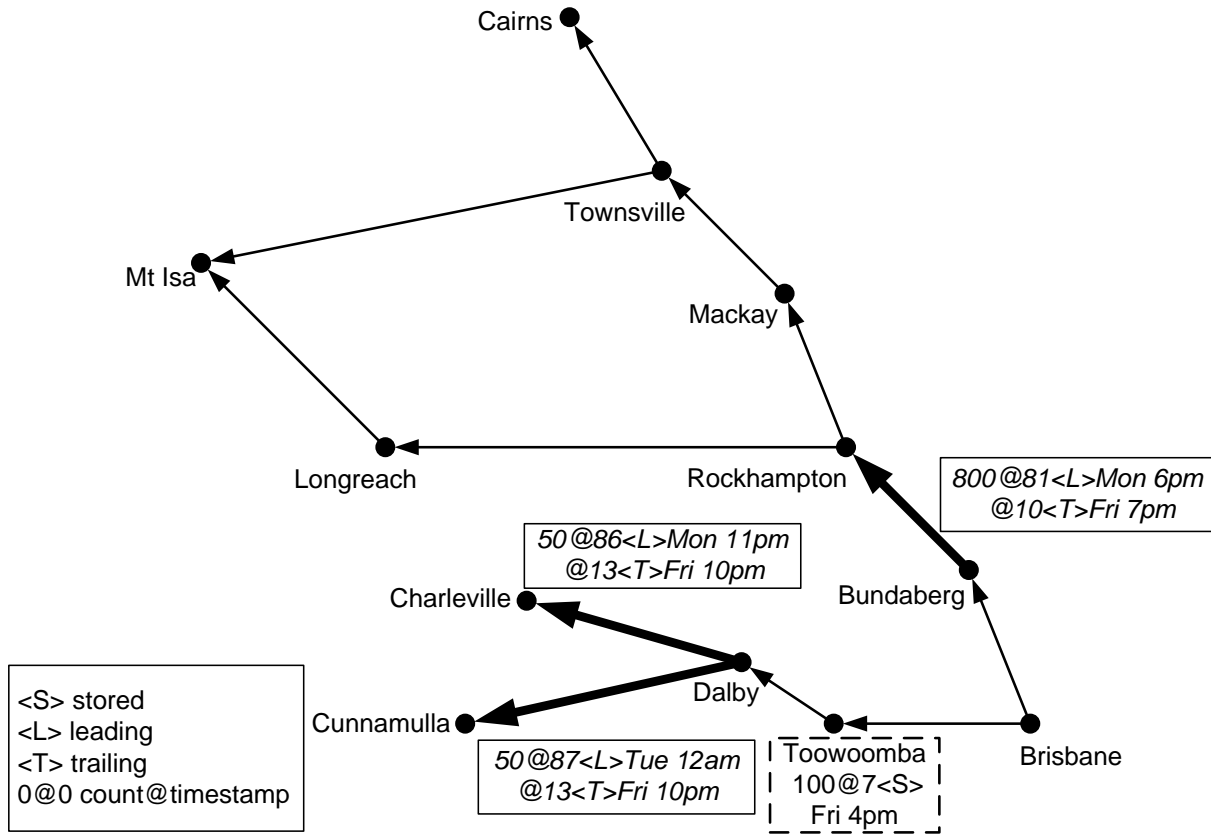 Cairns
Townsville
Mt Isa
Mackay
Longreach
Rockhampton
800@81<L>Mon 6pm
@10<T>Fri 7pm
50@86<L>Mon 11pm
@13<T>Fri 10pm
Charleville
Bundaberg
Dalby
Cunnamulla
50@87<L>Tue 12am
@13<T>Fri 10pm
Toowoomba
100@7<S>
Fri 4pm
Brisbane
<S> stored
<L> leading
<T> trailing
0@0 count@timestamp